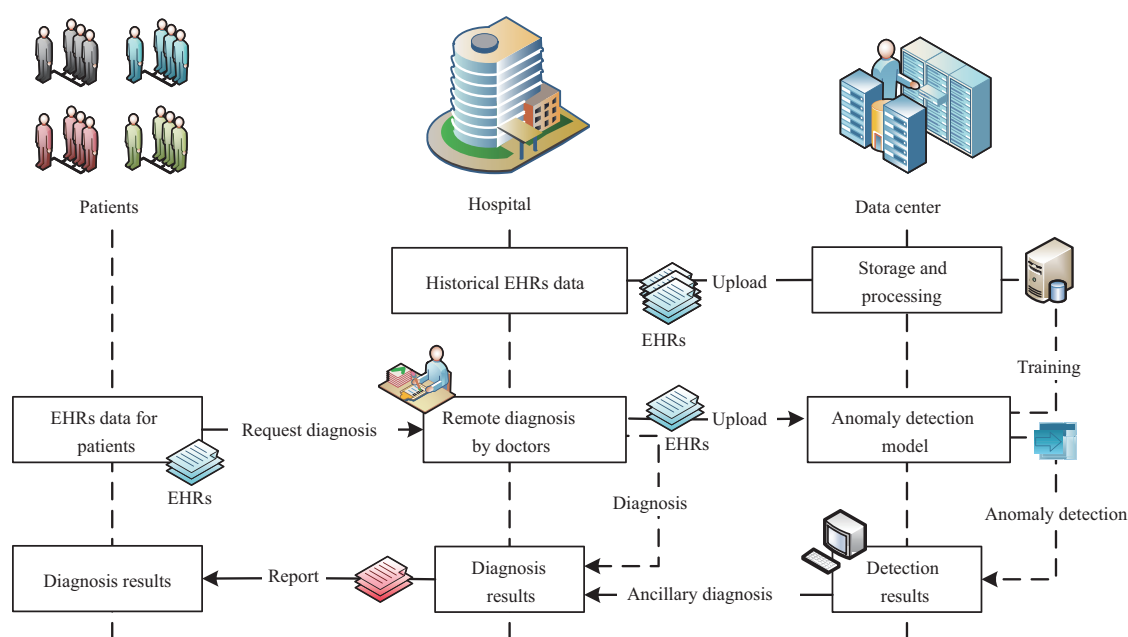 Patients
Hospital
Data center
Historical EHRs data
EHRs
Upload
Storage and
processing
Training
EHRs data for
patients
EHRs
Request diagnosis
Remote diagnosis
by doctors
EHRs
Upload
Anomaly detection
model
Diagnosis
Anomaly detection
Diagnosis results
Report
Diagnosis
results
Ancillary diagnosis
Detection
results